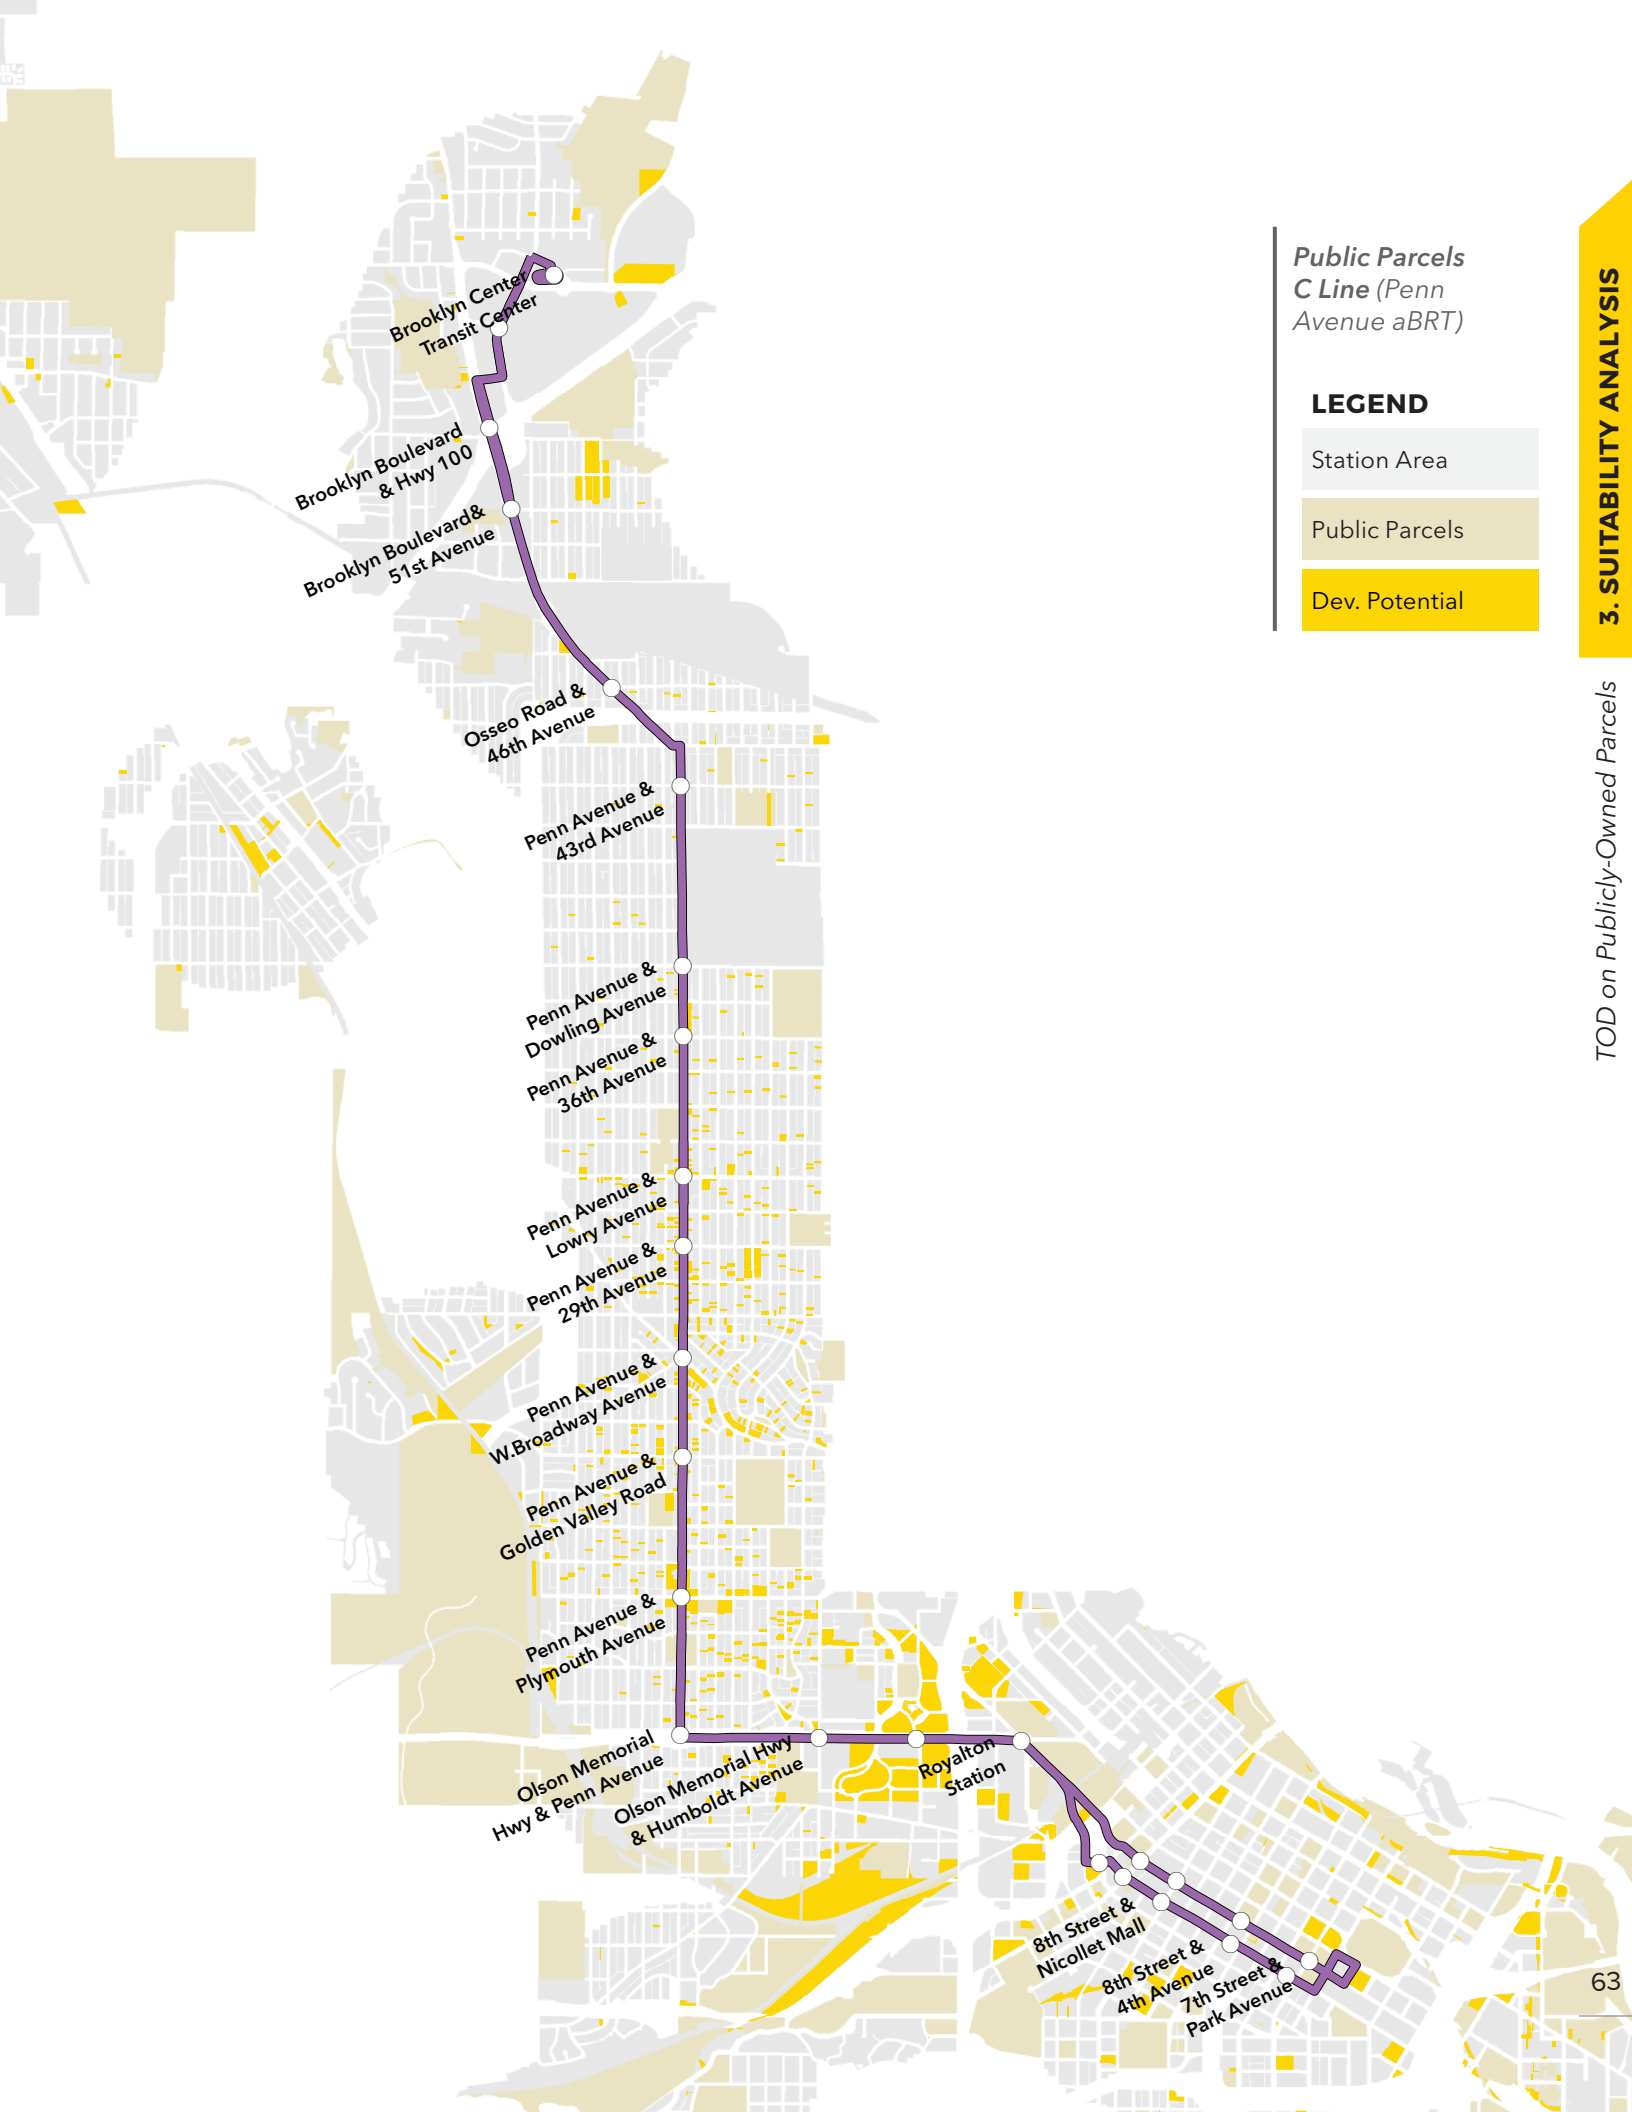 Public Parcels
C Line (Penn
Avenue aBRT)
LEGEND
Station Area
Public Parcels
Dev. Potential
3. SUITABILITY ANALYSIS
TOD on Publicly-Owned Parcels
63
Brooklyn Center
Transit Center
Brooklyn Boulevard
& Hwy 100
Brooklyn Boulevard&
51st Avenue
Osseo Road &
46th Avenue
Penn Avenue &
43rd Avenue
Penn Avenue &
Dowling Avenue
Penn Avenue &
36th Avenue
Penn Avenue &
Lowry Avenue
Penn Avenue &
29th Avenue
Penn Avenue &
W.Broadway Avenue
Penn Avenue &
Golden Valley Road
Penn Avenue &
Plymouth Avenue
Olson Memorial
Hwy & Penn Avenue
Olson Memorial Hwy
& Humboldt Avenue
Royalton
Station
8th Street &
Nicollet Mall
8th Street &
4th Avenue
7th Street &
Park Avenue